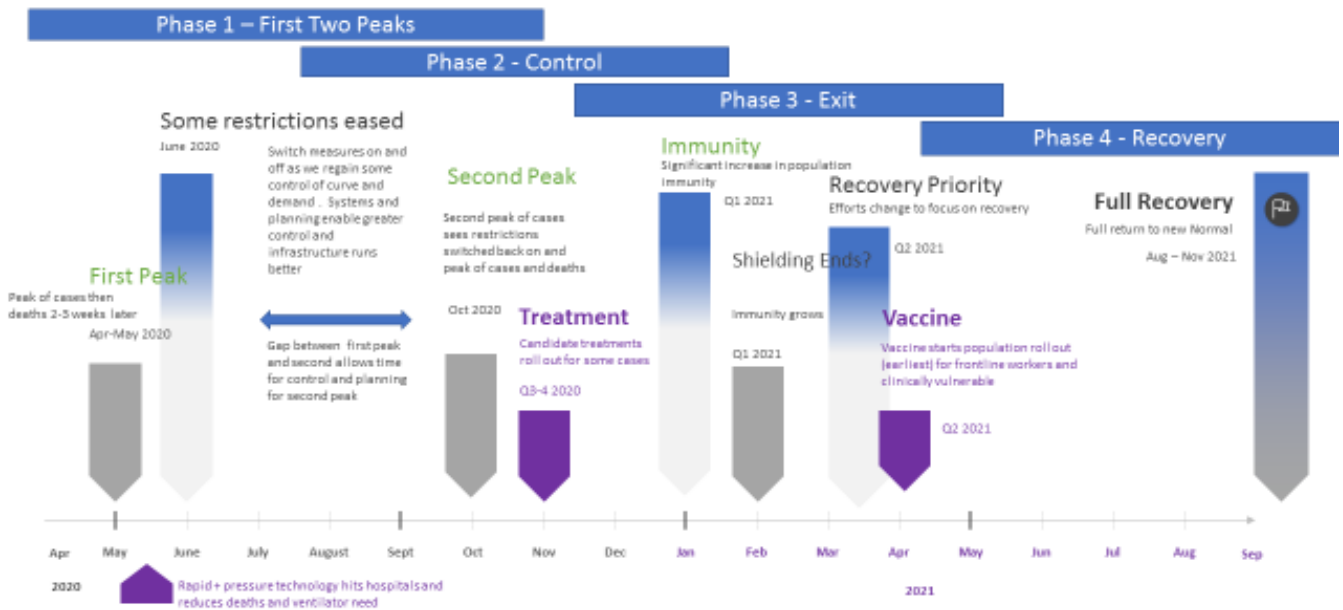 Phase 1 – First Two Peaks
Phase 2 - Control
Phase 3 - Exit
Phase 4 - Recovery
Some restrictions eased
June 2020
Switch measures on and
off as we regain some
control of curve and
demand . Systems and
planning enable greater
control and
infrastructure runs
better
First Peak
Peak of cases then
deaths 2-3 weeks later
Apr-May 2020
Gap between first peak
and second allows time
for control and planning
for second peak
Second Peak
Second peak of cases
sees restrictions
switched back on and
peak of cases and deaths
Oct 2020
Treatment
Candidate treatments
roll out for some cases
Q3-4 2020
Immunity
Significant increase in population
immunity
Q1 2021
Shielding Ends?
Immunity grows
Q1 2021
Recovery Priority
Efforts change to focus on recovery
Q2 2021
Vaccine
Vaccine starts population roll out
(earliest) for frontline workers and
clinically vulnerable
Q2 2021
Full Recovery
Full return to new Normal
Aug – Nov 2021
Apr May June July August Sept Oct Nov Dec Jan Feb Mar Apr May Jun Jul Aug Sep
2020 2021
Rapid + pressure technology hits hospitals and
reduces deaths and ventilator need